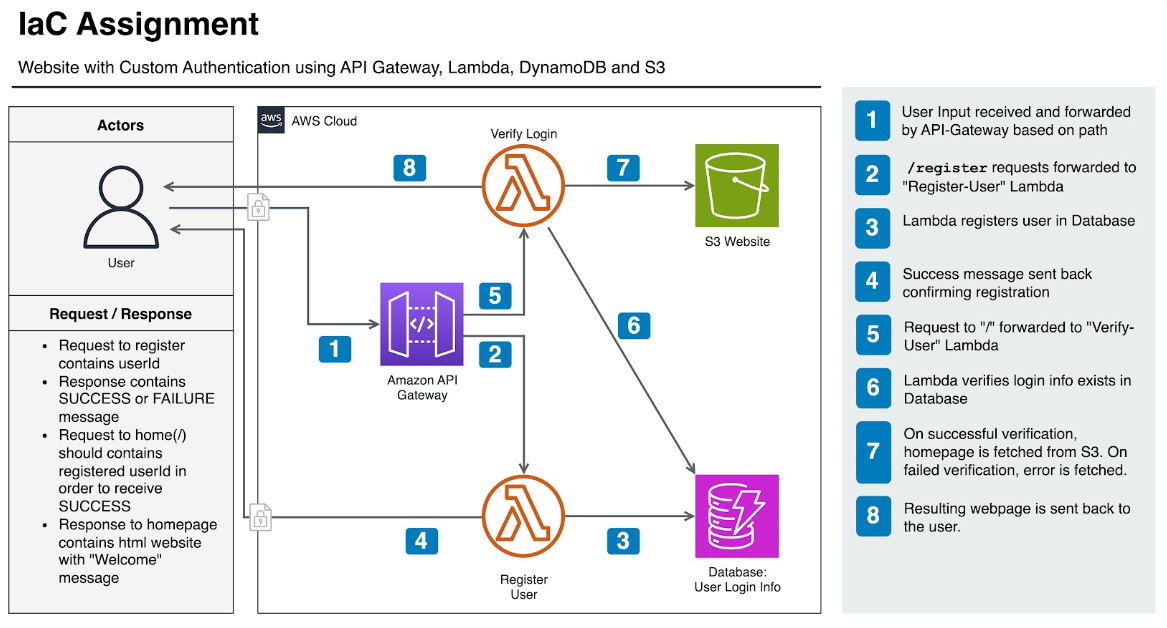 IaC Assignment
Website with Custom Authentication using API Gateway, Lambda, DynamoDB and S3
Actors
User
Request / Response
• Request to register
contains userId
• Response contains
SUCCESS or FAILURE
message
• Request to home(/)
should contains
registered userId in
order to receive
SUCCESS
• Response to homepage
contains html website
with "Welcome"
message
aws
AWS Cloud
Verify Login
8
7
S3 Website
5
6
1
2
Amazon API
Gateway
4
3
Register
User
Database:
User Login Info
1
User Input received and forwarded
by API-Gateway based on path
2
/register requests forwarded to
"Register-User" Lambda
3
Lambda registers user in Database
4
Success message sent back
confirming registration
5
Request to "/" forwarded to "Verify-
User" Lambda
6
Lambda verifies login info exists in
Database
7
On successful verification,
homepage is fetched from S3. On
failed verification, error is fetched.
8
Resulting webpage is sent back to
the user.